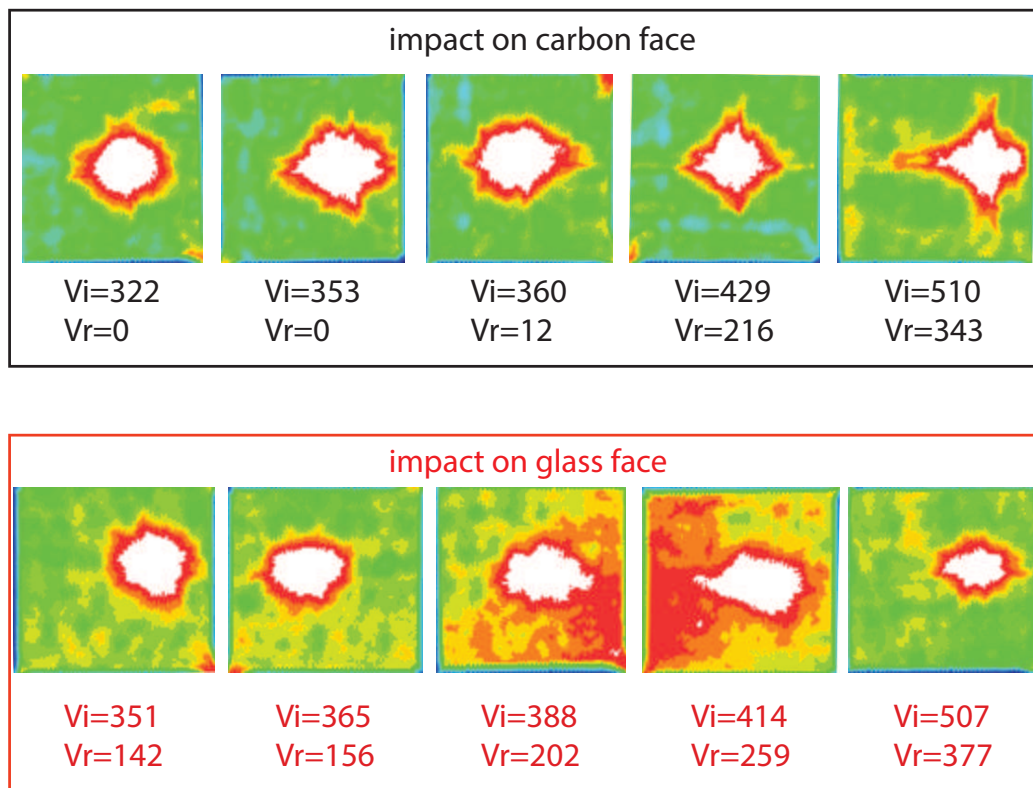 impact on carbon face
Vi=322
Vr=0
Vi=353
Vr=0
Vi=360
Vr=12
Vi=429
Vr=216
Vi=510
Vr=343
impact on glass face
Vi=351
Vr=142
Vi=365
Vr=156
Vi=388
Vr=202
Vi=414
Vr=259
Vi=507
Vr=377